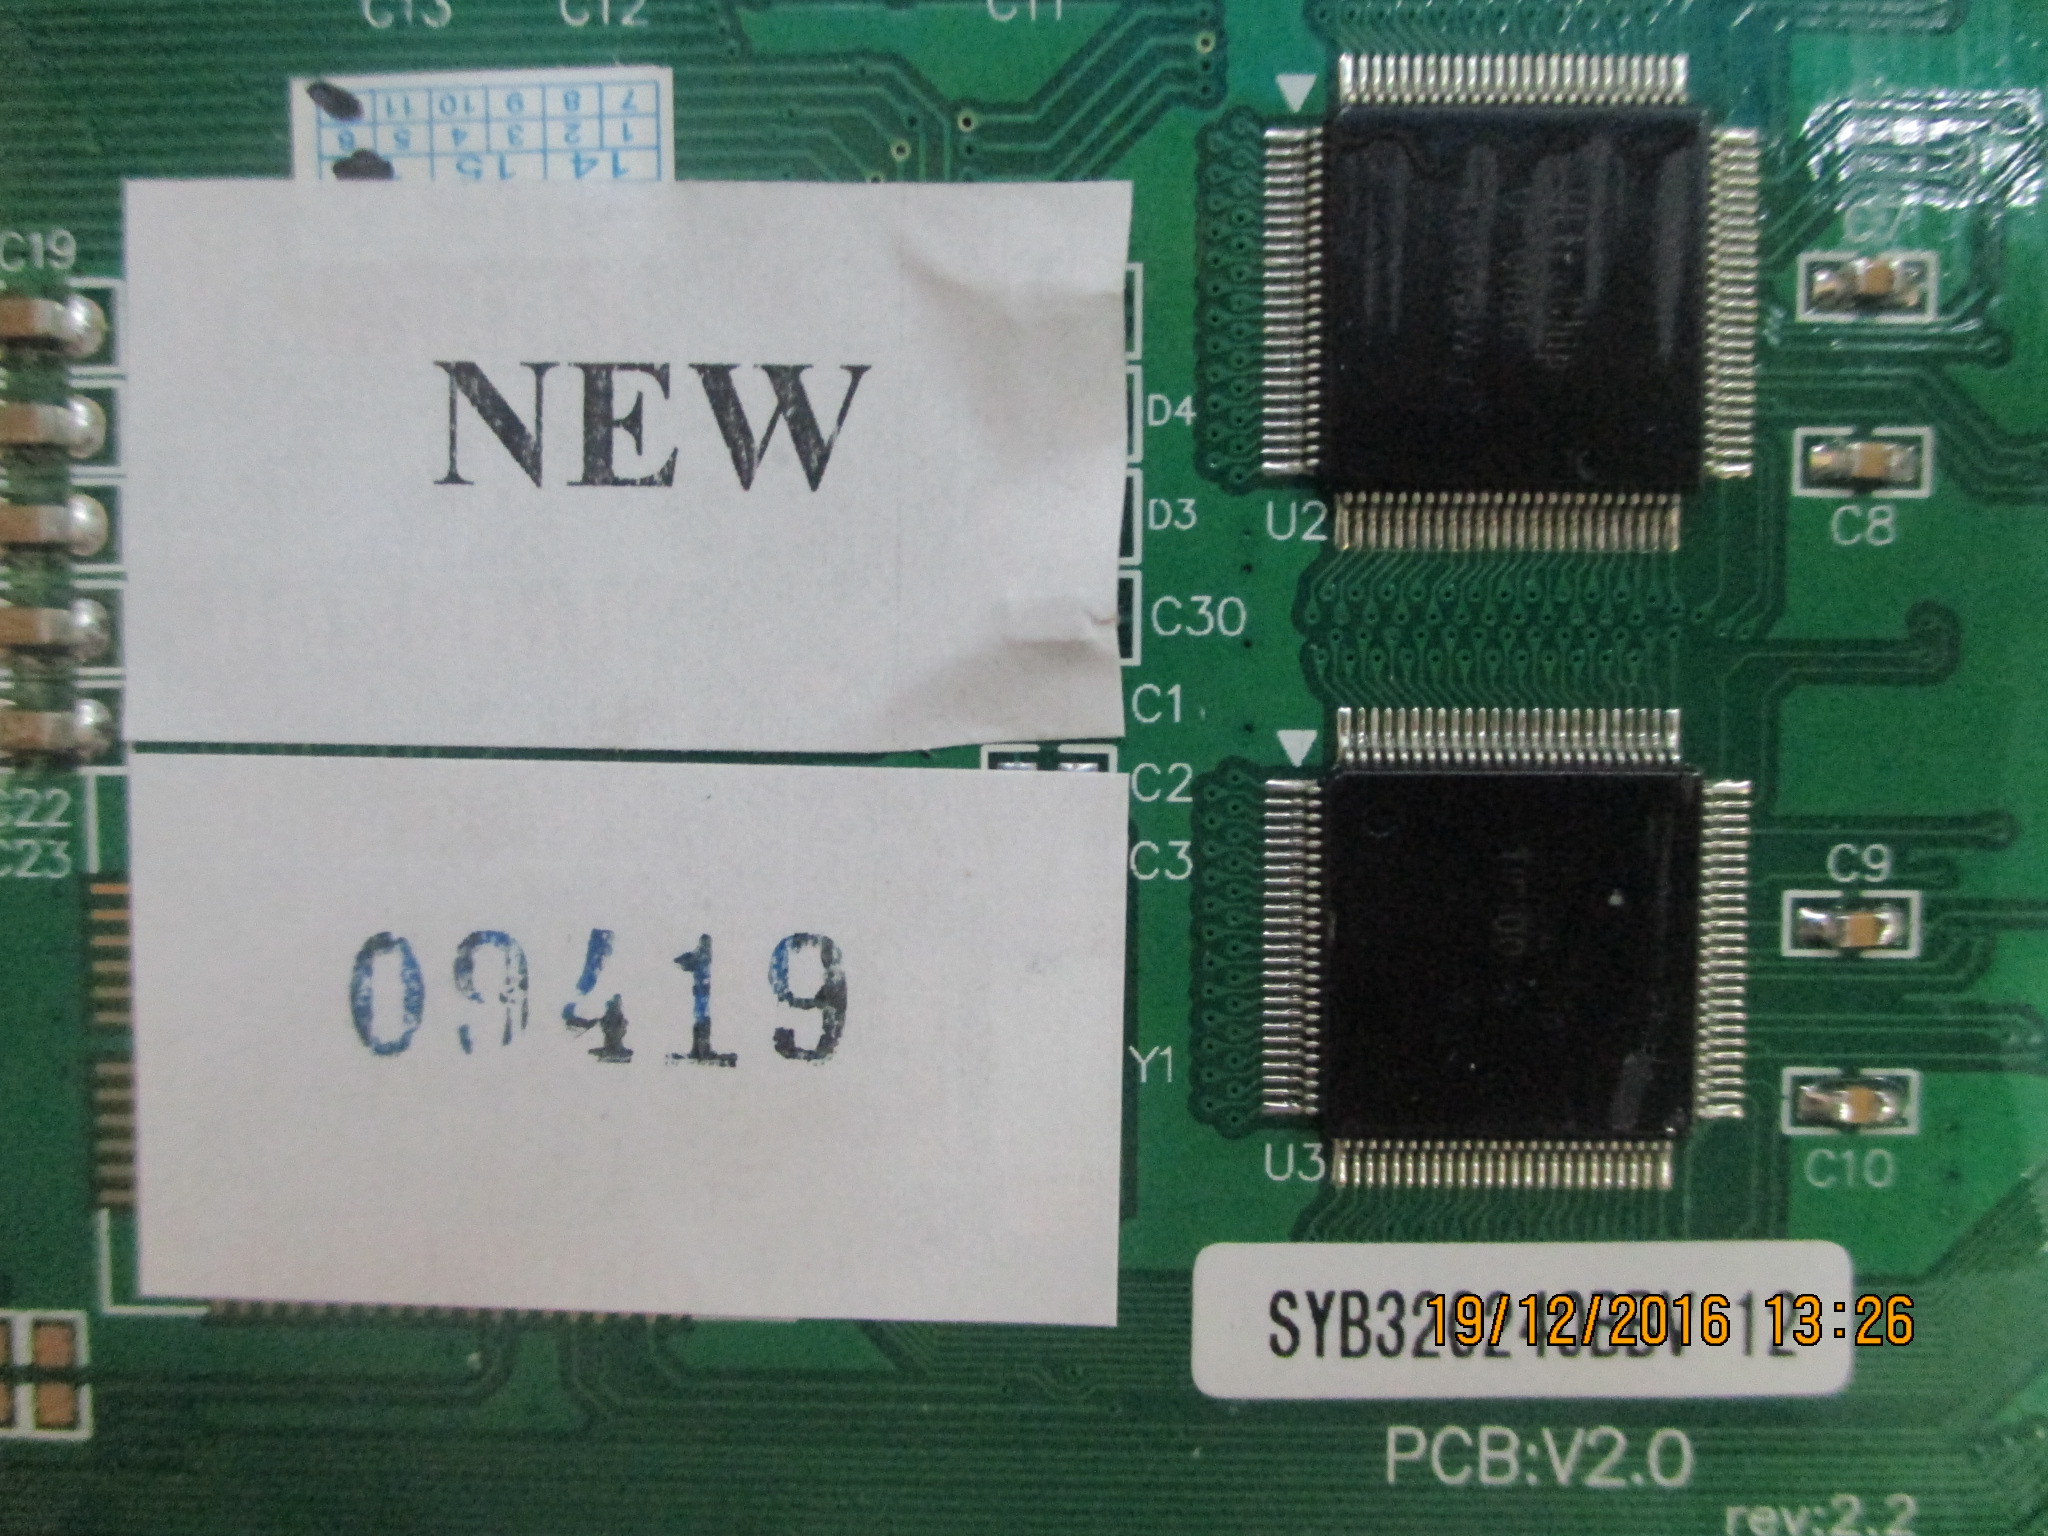 C13 C12 C11
7 8 9 10 11
1 2 3 4 5 6
14 15
C19
NEW
D4
D3
U2
C30
C1
C2
C3
C7
C8
C22
C23
09419
Y1
U3
C9
C10
19/12/2016 13:26
PCB:V2.0
rev:2.2